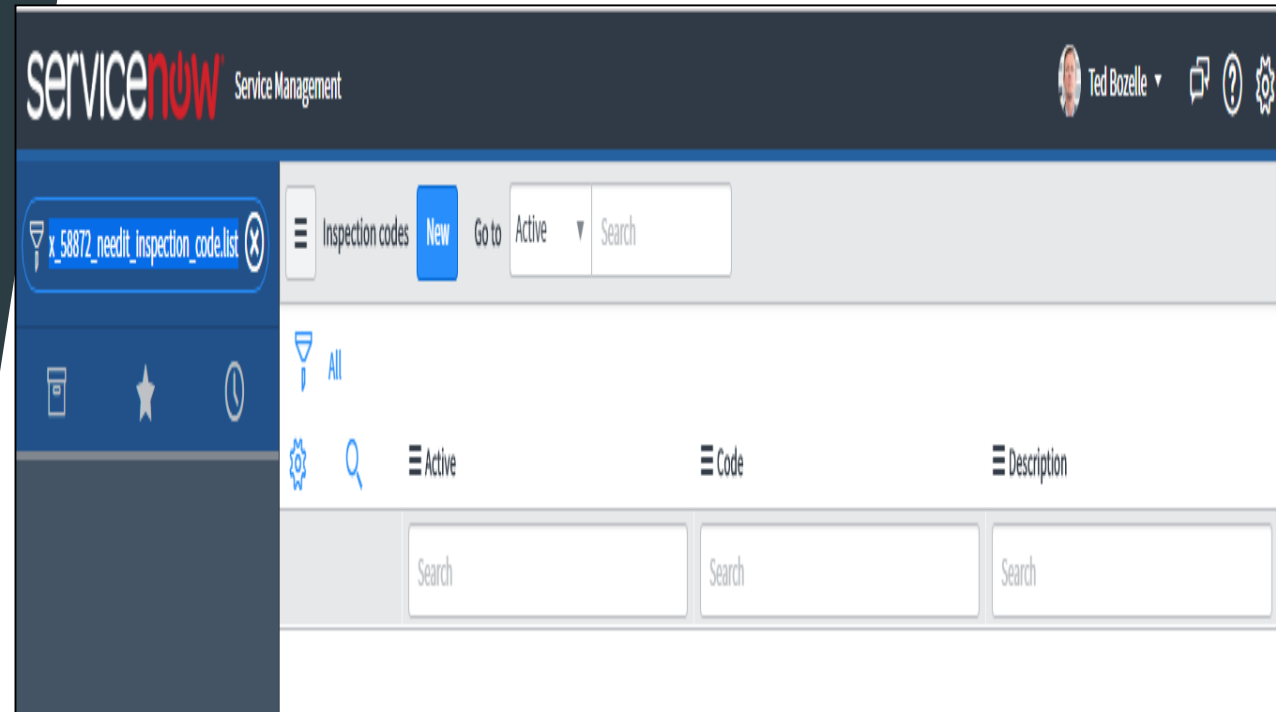 servicenow Service Management Ted Bozelle
x_58872_needit_inspection_code.list
Inspection codes New Go to Active Search
All
Active Code Description
Search Search Search